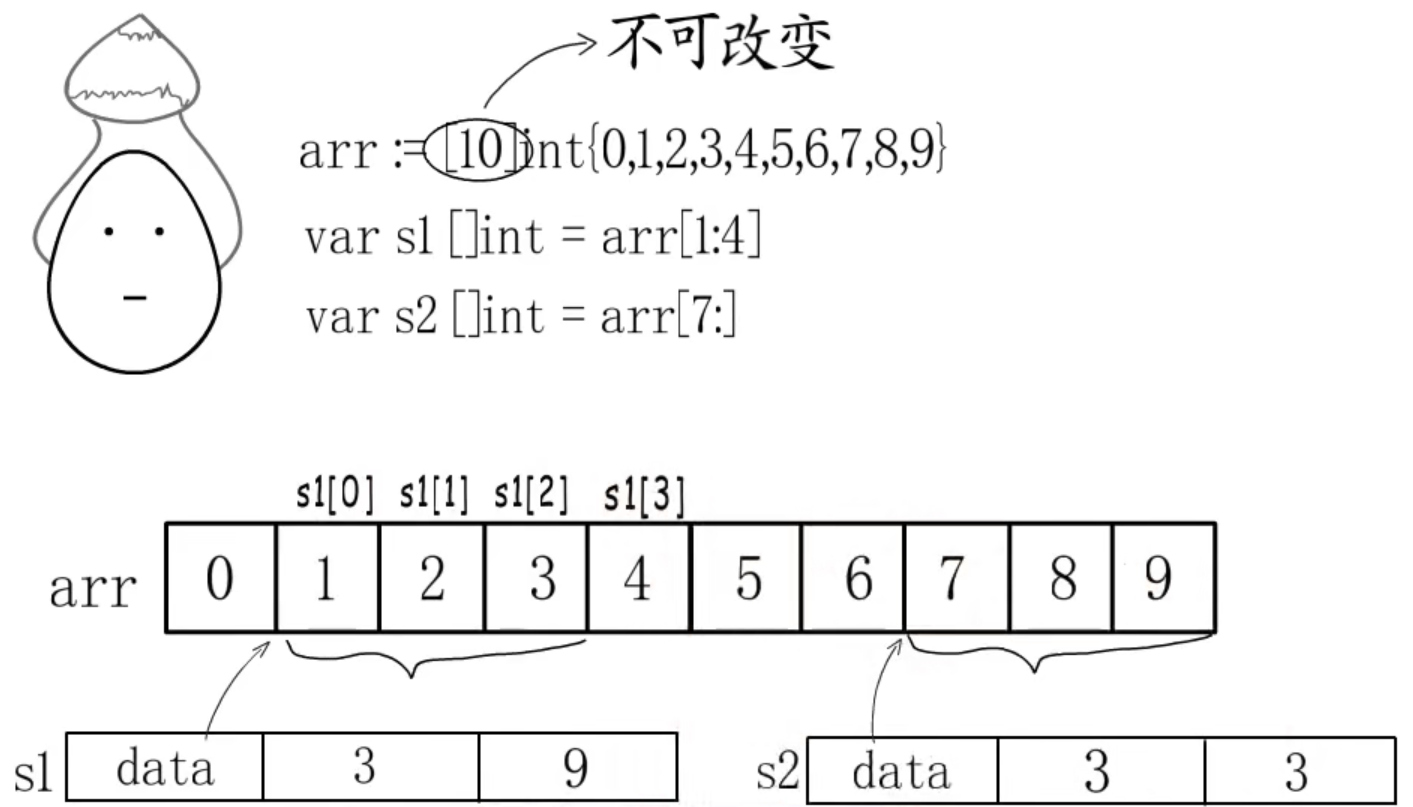 不可改变
arr := [10]int{0,1,2,3,4,5,6,7,8,9}
var s1 []int = arr[1:4]
var s2 []int = arr[7:]
s1[0] s1[1] s1[2] s1[3]
arr 0 1 2 3 4 5 6 7 8 9
s1 data 3 9 s2 data 3 3